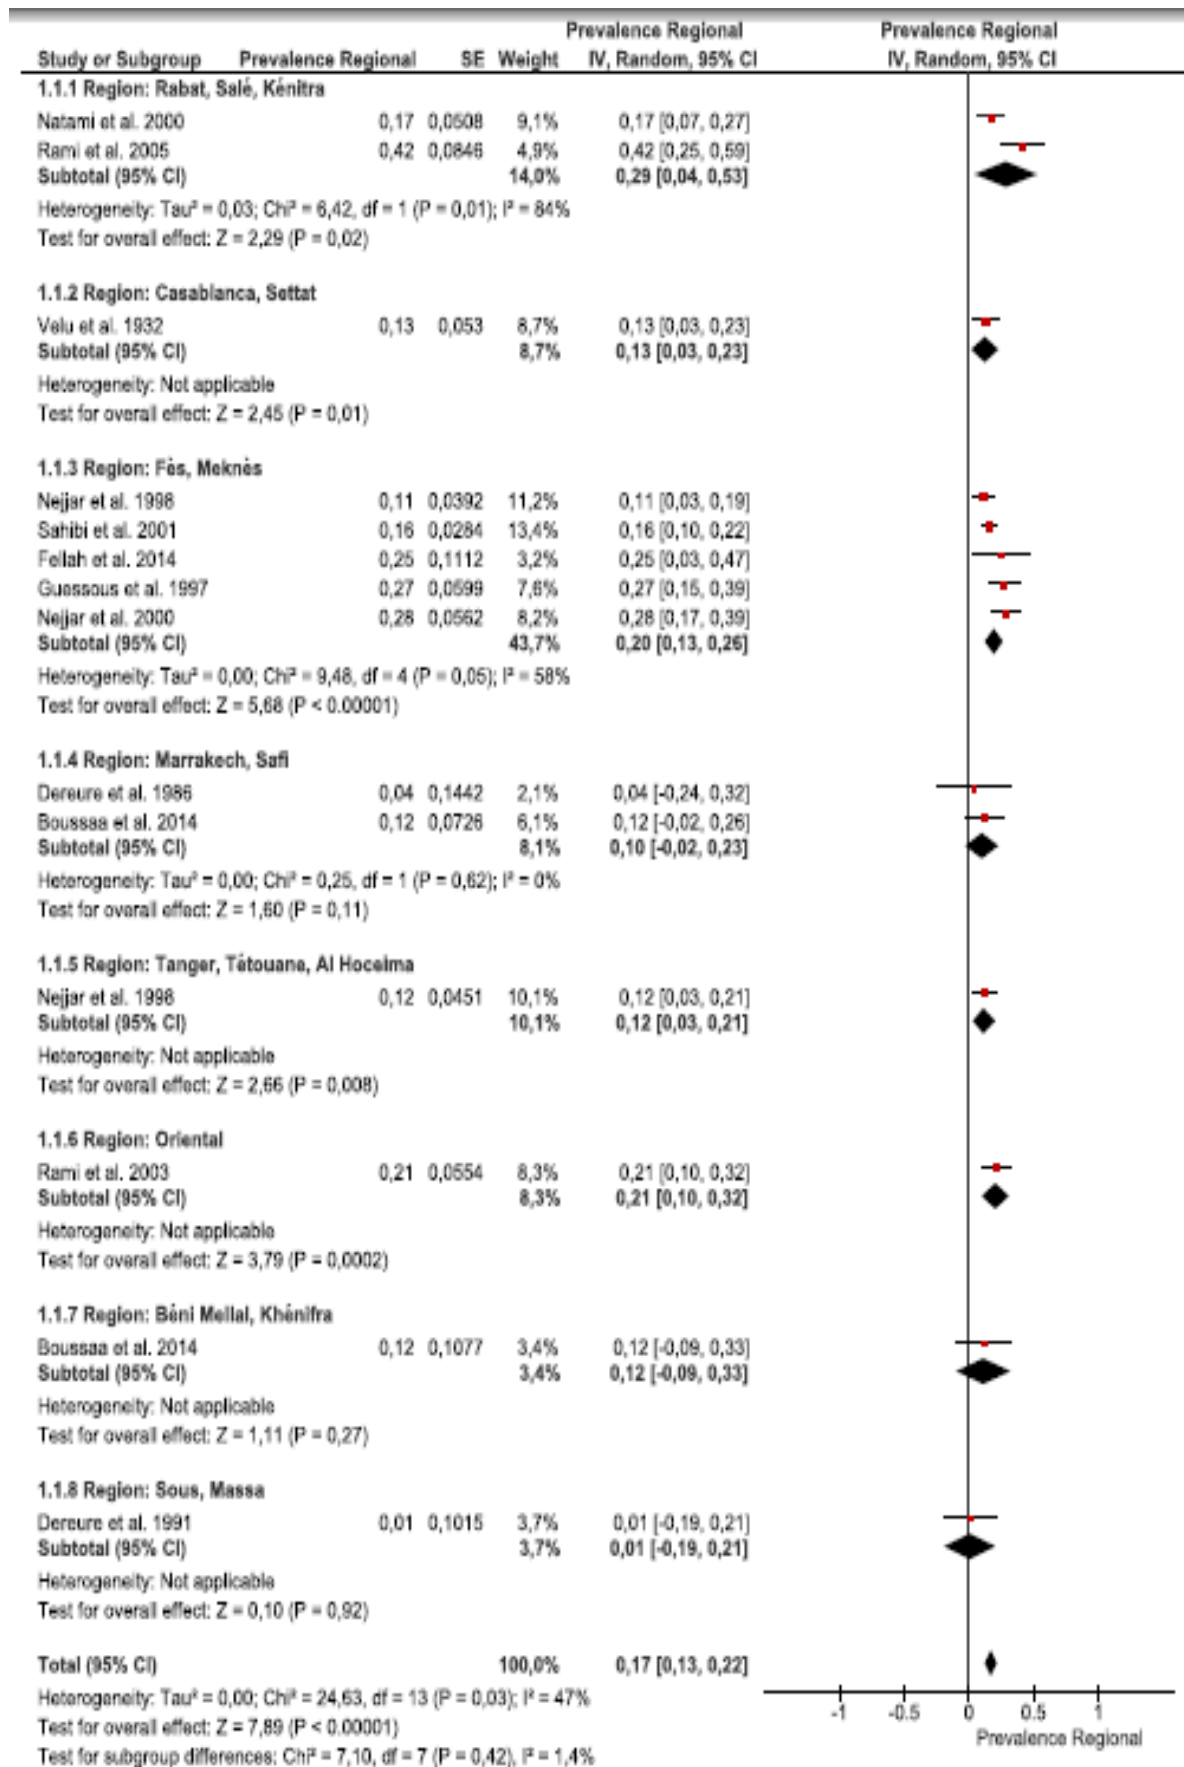 Prevalence Regional Prevalence Regional
Study or Subgroup Prevalence Regional SE Weight IV, Random, 95% CI IV, Random, 95% CI
1.1.1 Region: Rabat, Salé, Kénitra
Natami et al. 2000 0,17 0,0508 9,1% 0,17 [0,07, 0,27]
Rami et al. 2005 0,42 0,0846 4,9% 0,42 [0,25, 0,59]
Subtotal (95% CI) 14,0% 0,29 [0,04, 0,53]
Heterogeneity: Tau² = 0,03; Chi² = 6,42, df = 1 (P = 0,01); I² = 84%
Test for overall effect: Z = 2,29 (P = 0,02)
1.1.2 Region: Casablanca, Settat
Velu et al. 1932 0,13 0,053 8,7% 0,13 [0,03, 0,23]
Subtotal (95% CI) 8,7% 0,13 [0,03, 0,23]
Heterogeneity: Not applicable
Test for overall effect: Z = 2,45 (P = 0,01)
1.1.3 Region: Fès, Meknès
Nejjar et al. 1998 0,11 0,0392 11,2% 0,11 [0,03, 0,19]
Sahibi et al. 2001 0,16 0,0284 13,4% 0,16 [0,10, 0,22]
Fellah et al. 2014 0,25 0,1112 3,2% 0,25 [0,03, 0,47]
Guessous et al. 1997 0,27 0,0599 7,6% 0,27 [0,15, 0,39]
Nejjar et al. 2000 0,28 0,0562 8,2% 0,28 [0,17, 0,39]
Subtotal (95% CI) 43,7% 0,20 [0,13, 0,26]
Heterogeneity: Tau² = 0,00; Chi² = 9,48, df = 4 (P = 0,05); I² = 58%
Test for overall effect: Z = 5,68 (P < 0.00001)
1.1.4 Region: Marrakech, Safi
Dereure et al. 1986 0,04 0,1442 2,1% 0,04 [-0,24, 0,32]
Boussaa et al. 2014 0,12 0,0726 6,1% 0,12 [-0,02, 0,26]
Subtotal (95% CI) 8,1% 0,10 [-0,02, 0,23]
Heterogeneity: Tau² = 0,00; Chi² = 0,25, df = 1 (P = 0,62); I² = 0%
Test for overall effect: Z = 1,60 (P = 0,11)
1.1.5 Region: Tanger, Tétouane, Al Hoceima
Nejjar et al. 1998 0,12 0,0451 10,1% 0,12 [0,03, 0,21]
Subtotal (95% CI) 10,1% 0,12 [0,03, 0,21]
Heterogeneity: Not applicable
Test for overall effect: Z = 2,66 (P = 0,008)
1.1.6 Region: Oriental
Rami et al. 2003 0,21 0,0554 8,3% 0,21 [0,10, 0,32]
Subtotal (95% CI) 8,3% 0,21 [0,10, 0,32]
Heterogeneity: Not applicable
Test for overall effect: Z = 3,79 (P = 0,0002)
1.1.7 Region: Béni Mellal, Khénifra
Boussaa et al. 2014 0,12 0,1077 3,4% 0,12 [-0,09, 0,33]
Subtotal (95% CI) 3,4% 0,12 [-0,09, 0,33]
Heterogeneity: Not applicable
Test for overall effect: Z = 1,11 (P = 0,27)
1.1.8 Region: Sous, Massa
Dereure et al. 1991 0,01 0,1015 3,7% 0,01 [-0,19, 0,21]
Subtotal (95% CI) 3,7% 0,01 [-0,19, 0,21]
Heterogeneity: Not applicable
Test for overall effect: Z = 0,10 (P = 0,92)
Total (95% CI) 100,0% 0,17 [0,13, 0,22]
Heterogeneity: Tau² = 0,00; Chi² = 24,63, df = 13 (P = 0,03); I² = 47%
-1 -0.5 0 0.5 1
Test for overall effect: Z = 7,89 (P < 0.00001)
Prevalence Regional
Test for subgroup differences: Chi² = 7,10, df = 7 (P = 0,42), I² = 1,4%